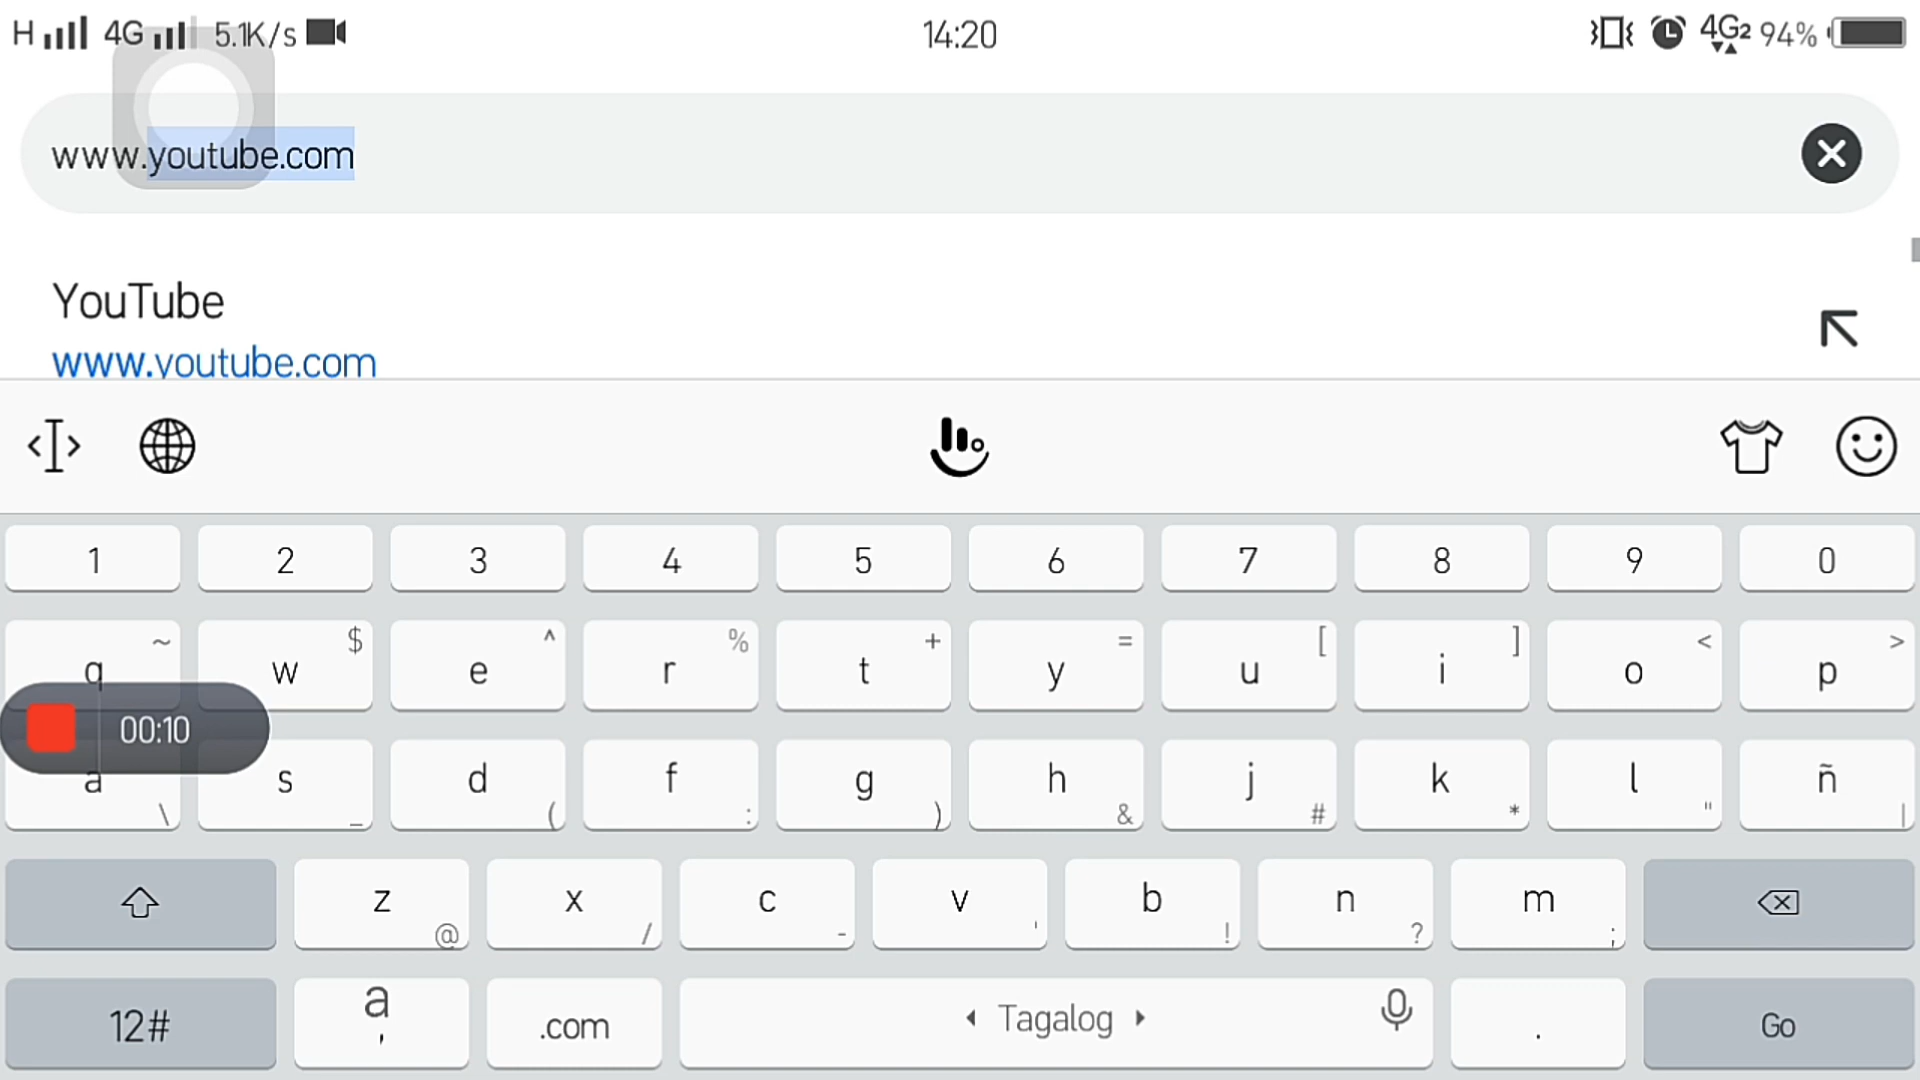 H 4G 5.1K/s 14:20 4G2 94%
www.youtube.com
YouTube
www.youtube.com
1 2 3 4 5 6 7 8 9 0
~ $ ^ % + = [ ] < >
q w e r t y u i o p
00:10
a s d f g h j k l ñ
\ _ ( : ) & # * " |
z x c v b n m
@ / - ' ! ? ;
12# a , .com Tagalog . Go